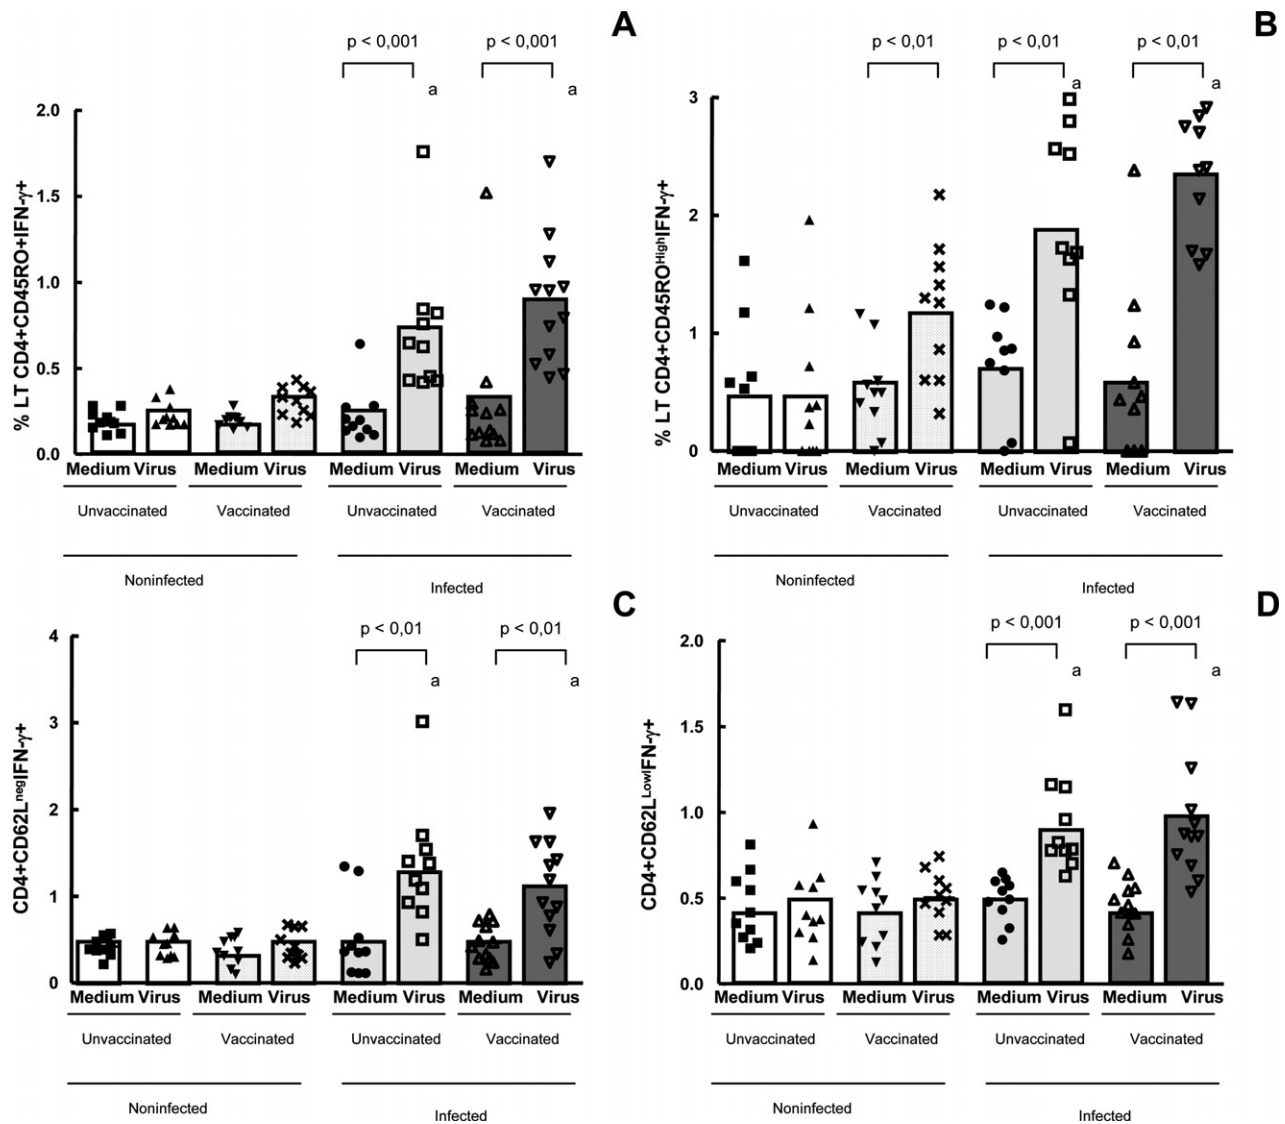 A
p < 0,001
p < 0,001
a
a
% LT CD4+CD45RO+IFN-γ+
2.0
1.5
1.0
0.5
0.0
Medium Virus Medium Virus Medium Virus Medium Virus
Unvaccinated Vaccinated Unvaccinated Vaccinated
Noninfected Infected
B
p < 0,01
p < 0,01
p < 0,01
a
a
% LT CD4+CD45ROHighIFN-γ+
3
2
1
0
Medium Virus Medium Virus Medium Virus Medium Virus
Unvaccinated Vaccinated Unvaccinated Vaccinated
Noninfected Infected
C
p < 0,01
p < 0,01
a
a
CD4+CD62LnegIFN-γ+
4
3
2
1
0
Medium Virus Medium Virus Medium Virus Medium Virus
Unvaccinated Vaccinated Unvaccinated Vaccinated
Noninfected Infected
D
p < 0,001
p < 0,001
a
a
CD4+CD62LLowIFN-γ+
2.0
1.5
1.0
0.5
0.0
Medium Virus Medium Virus Medium Virus Medium Virus
Unvaccinated Vaccinated Unvaccinated Vaccinated
Noninfected Infected